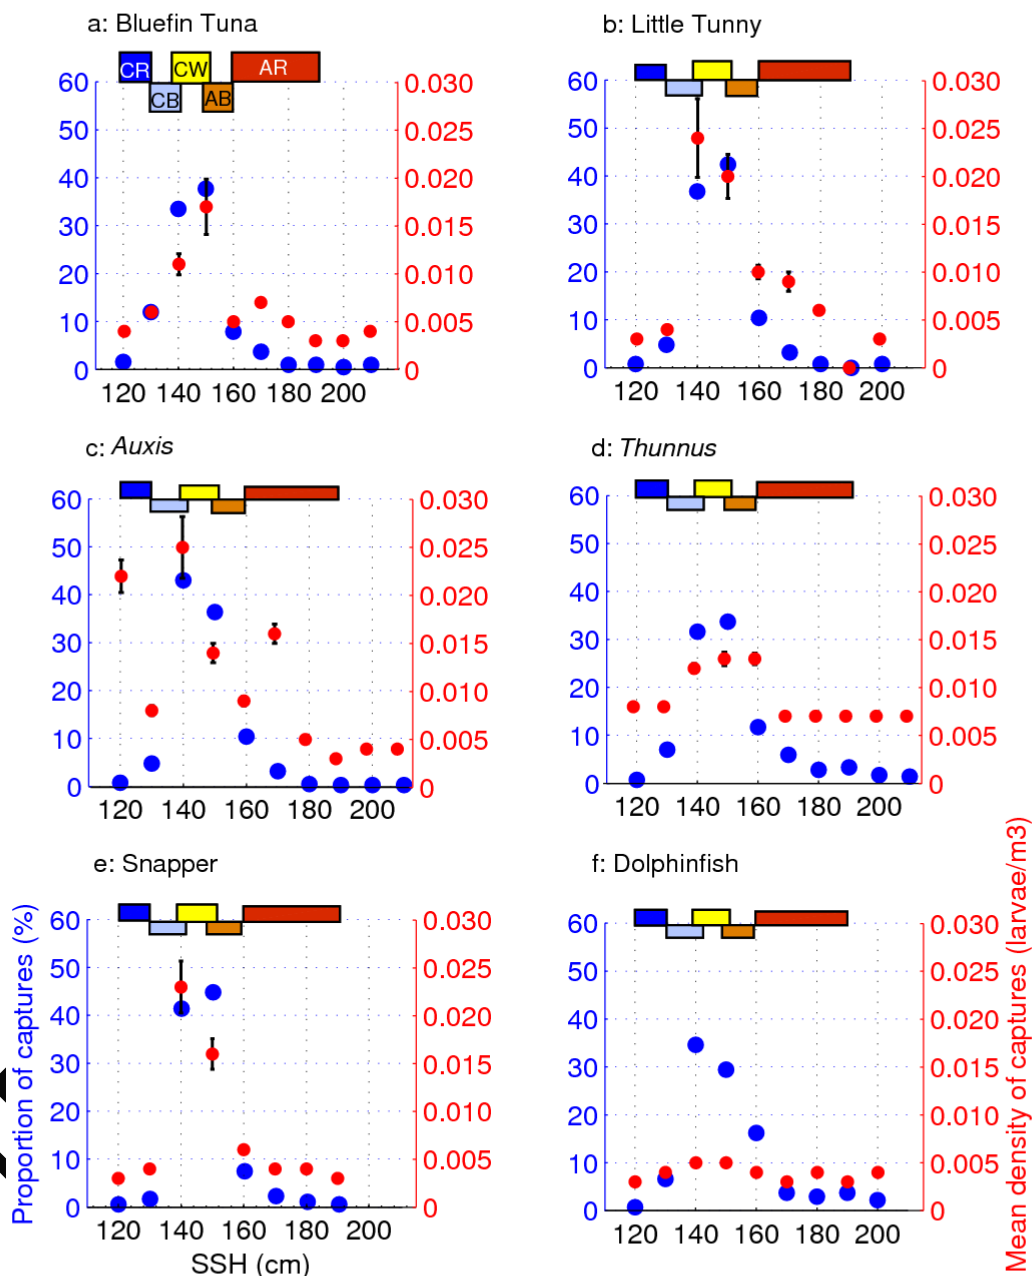 a: Bluefin Tuna
b: Little Tunny
CR CW AR
CB AB
60 0.030
50 0.025
40 0.020
30 0.015
20 0.010
10 0.005
0 0
120 140 160 180 200
60 0.030
50 0.025
40 0.020
30 0.015
20 0.010
10 0.005
0 0
120 140 160 180 200
c: Auxis
d: Thunnus
60 0.030
50 0.025
40 0.020
30 0.015
20 0.010
10 0.005
0 0
120 140 160 180 200
60 0.030
50 0.025
40 0.020
30 0.015
20 0.010
10 0.005
0 0
120 140 160 180 200
e: Snapper
f: Dolphinfish
Proportion of captures (%)
60 0.030
50 0.025
40 0.020
30 0.015
20 0.010
10 0.005
0 0
120 140 160 180 200
SSH (cm)
60 0.030
50 0.025
40 0.020
30 0.015
20 0.010
10 0.005
0 0
120 140 160 180 200
Mean density of captures (larvae/m3)